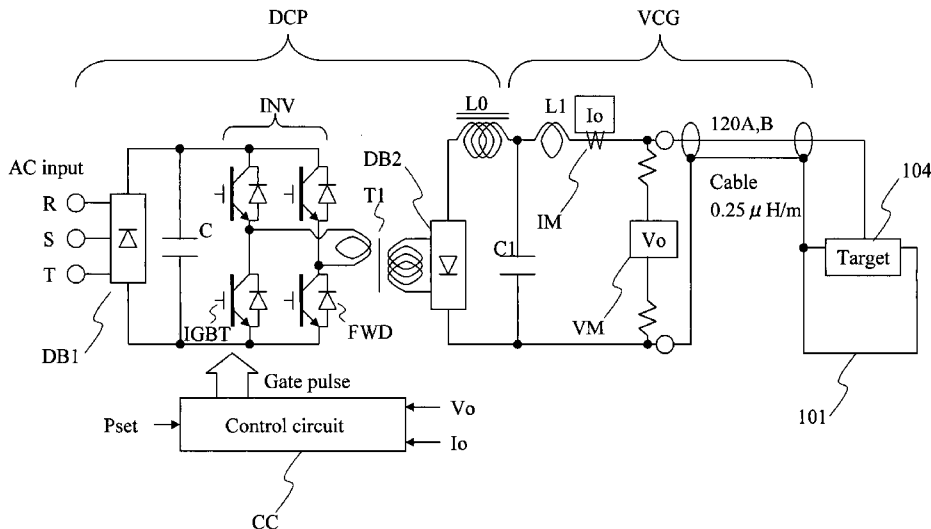 DCP
VCG
INV
L0
L1
Io
120A,B
AC input
DB2
104
R
T1
IM
Cable
0.25 μ H/m
S
C
C1
Vo
Target
T
IGBT
FWD
VM
DB1
Gate pulse
101
Pset
Control circuit
Vo
Io
CC